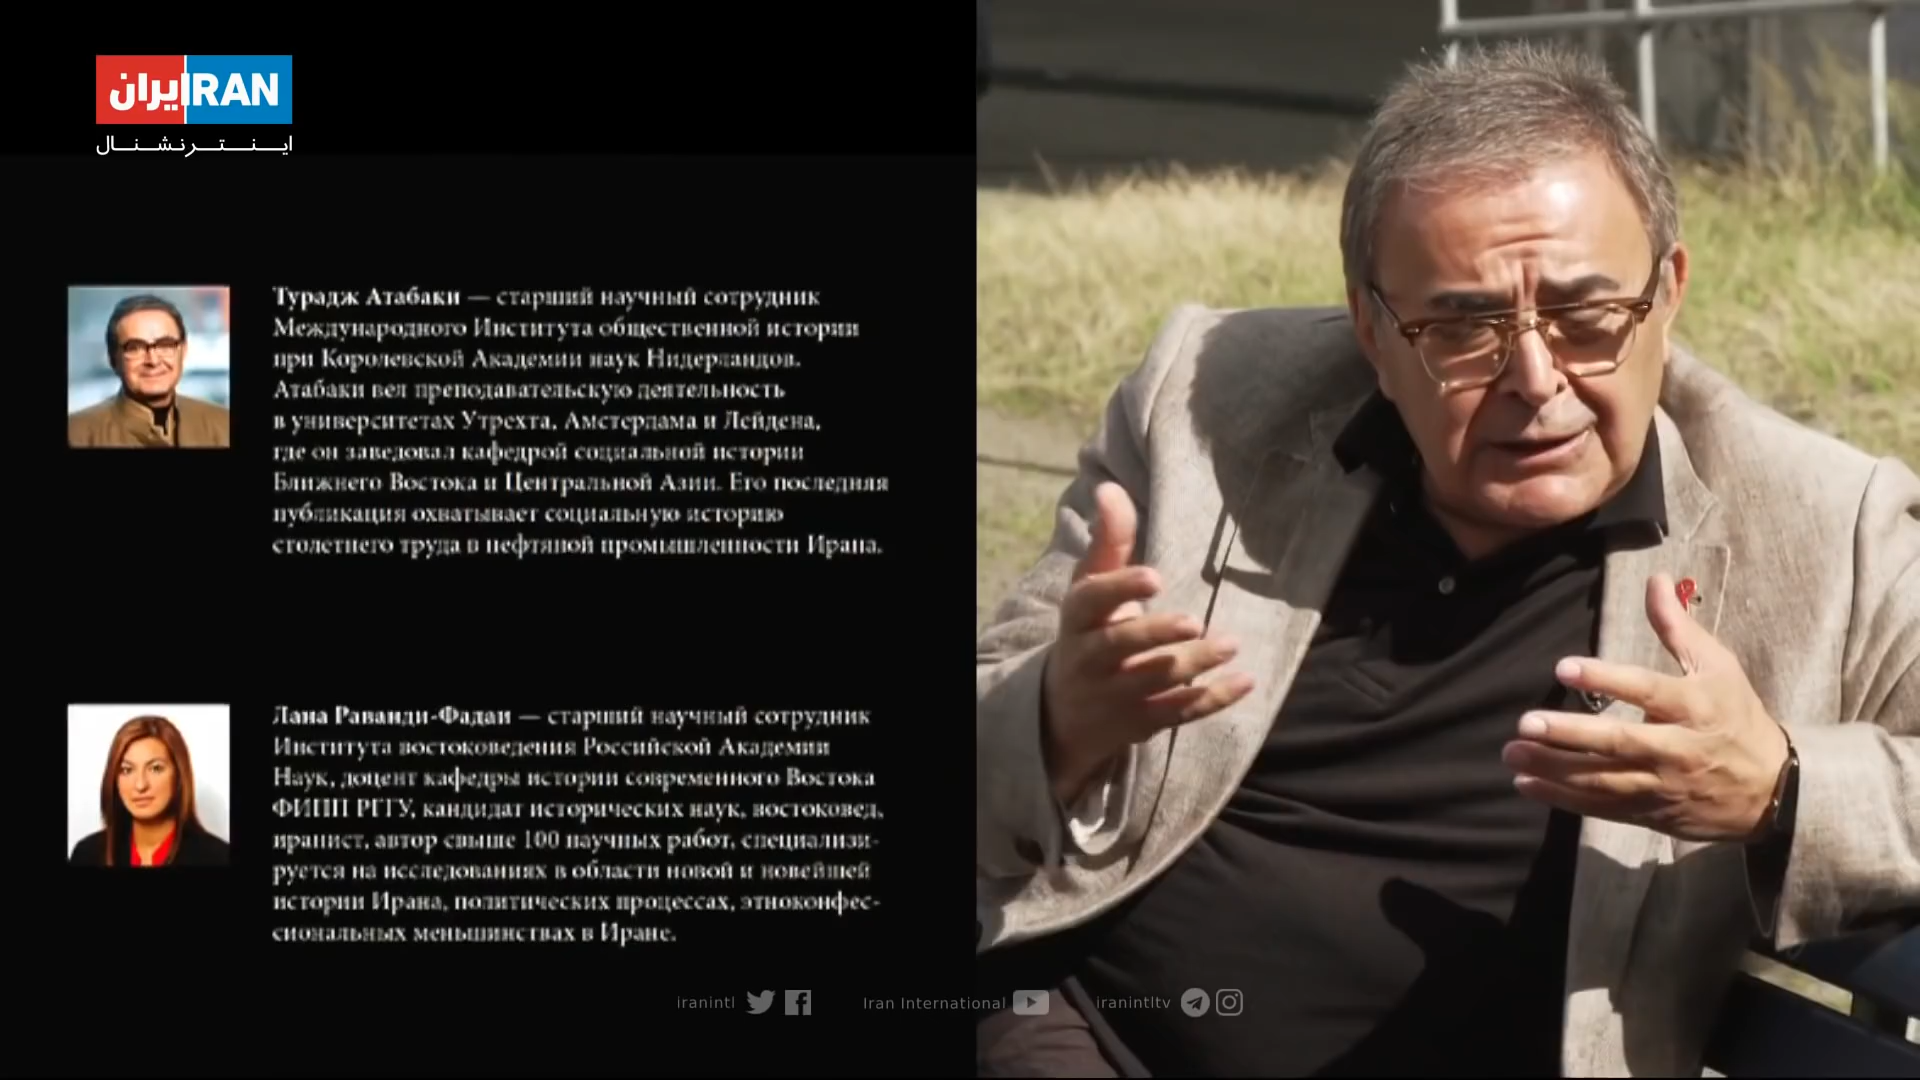 ایران IRAN
اینترنشنال
Турадж Атабаки — старший научный сотрудник
Международного Института общественной истории
при Королевской Академии наук Нидерландов.
Атабаки вел преподавательскую деятельность
в университетах Утрехта, Амстердама и Лейдена,
где он заведовал кафедрой социальной истории
Ближнего Востока и Центральной Азии. Его последняя
публикация охватывает социальную историю
столетнего труда в нефтяной промышленности Ирана.
Лана Раванди-Фадаи — старший научный сотрудник
Института востоковедения Российской Академии
Наук, доцент кафедры истории современного Востока
ФИПП РГГУ, кандидат исторических наук, востоковед,
иранист, автор свыше 100 научных работ, специализи-
руется на исследованиях в области новой и новейшей
истории Ирана, политических процессах, этноконфес-
сиональных меньшинствах в Иране.
iranintl Iran International iranintltv